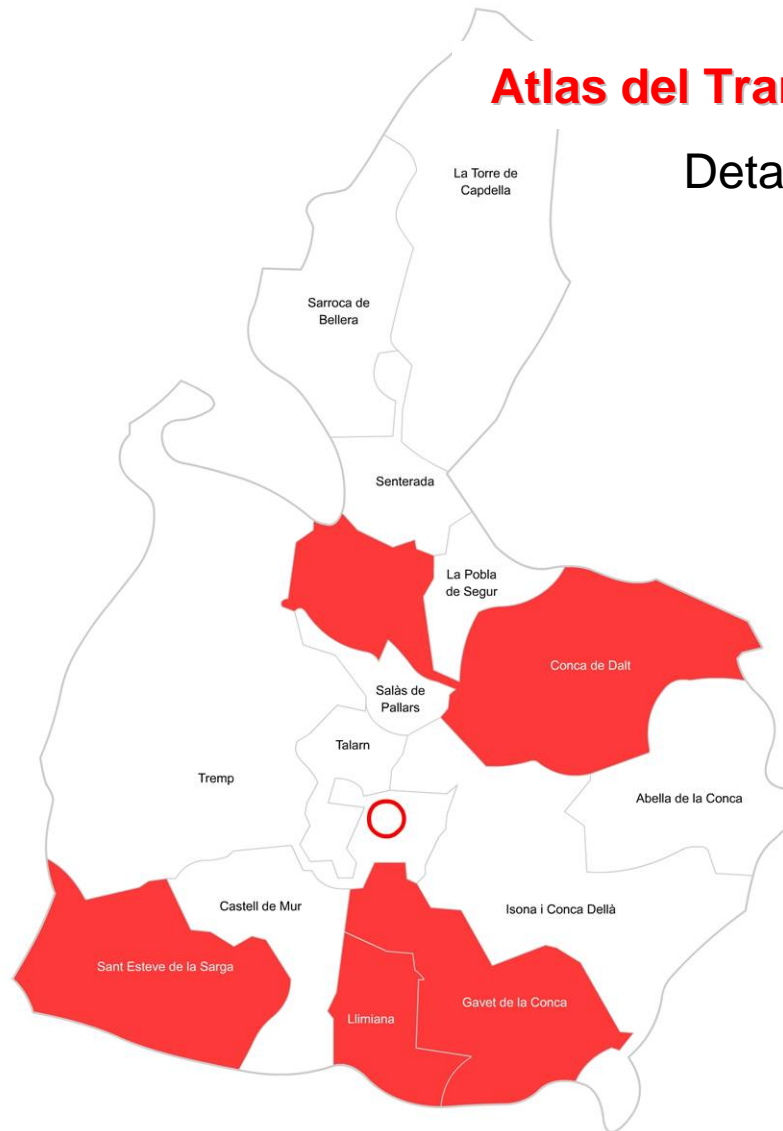 Atlas del Tra
Deta
La Torre de
Capdella
Sarroca de
Bellera
Senterada
La Pobla
de Segur
Conca de Dalt
Salàs de
Pallars
Talarn
Tremp
Abella de la Conca
Castell de Mur
Isona i Conca Dellà
Sant Esteve de la Sarga
Gavet de la Conca
Llimiana